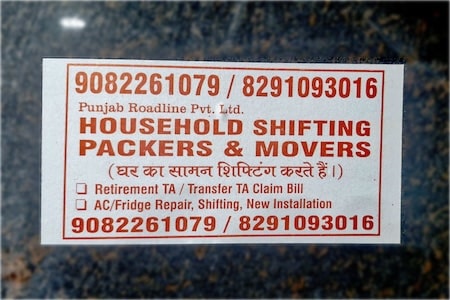 9082261079 / 8291093016
Punjab Roadline Pvt. Ltd.
HOUSEHOLD SHIFTING
PACKERS & MOVERS
(घर का सामन शिफ्टिंग करते हैं।)
❑ Retirement TA / Transfer TA Claim Bill
❑ AC/Fridge Repair, Shifting, New Installation
9082261079 / 8291093016